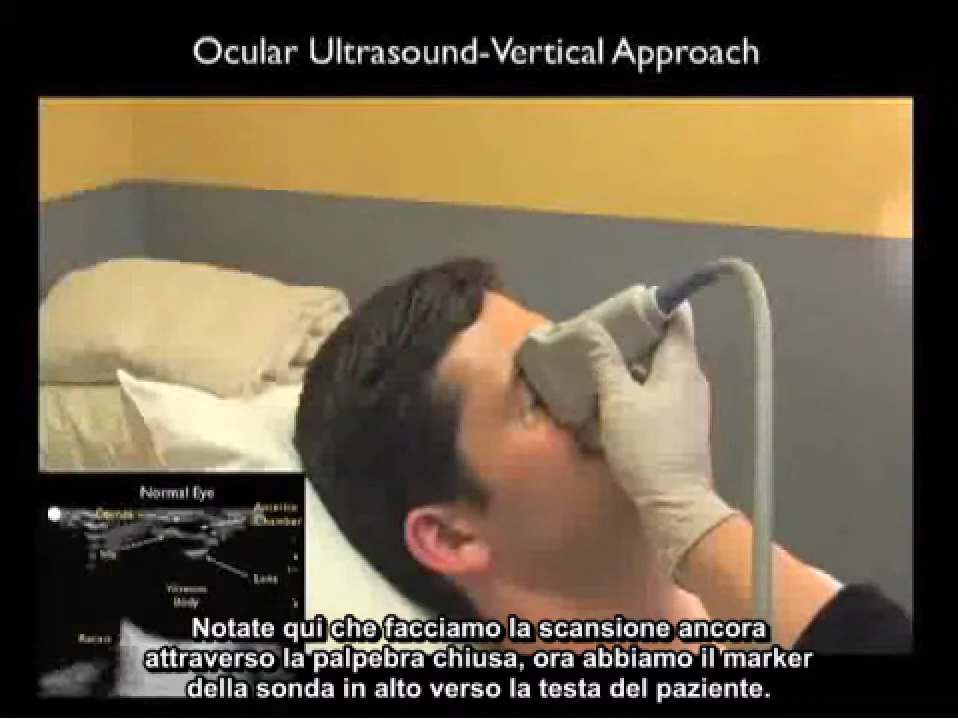 Ocular Ultrasound-Vertical Approach
Normal Eye
Cornea
Anterior
Chamber
Iris
Lens
Vitreous
Body
Notate qui che facciamo la scansione ancora
attraverso la palpebra chiusa, ora abbiamo il marker
della sonda in alto verso la testa del paziente.